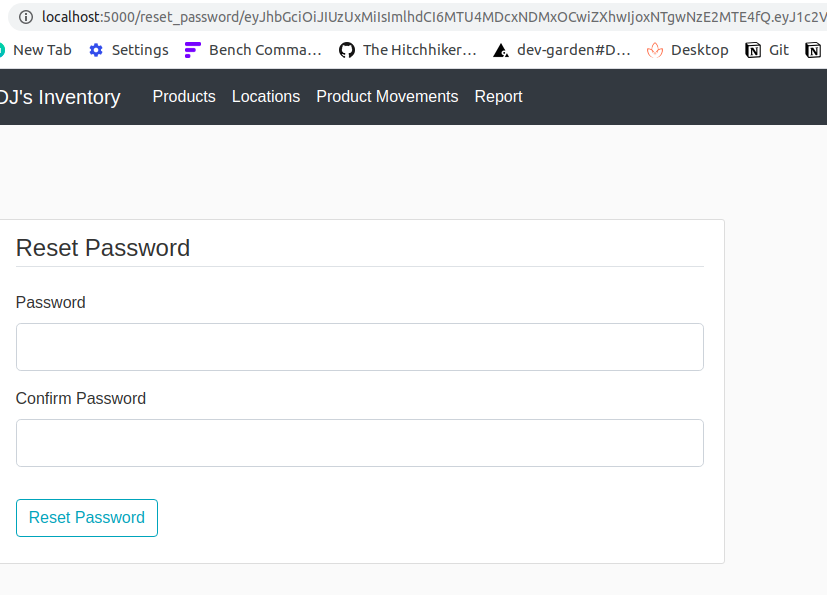 localhost:5000/reset_password/eyJhbGciOiJIUzUxMiIsImlhdCI6MTU4MDcxNDMxOCwiZXhwIjoxNTgwNzE2MTE4fQ.eyJ1c2V
New Tab Settings Bench Comma... The Hitchhiker... dev-garden#D... Desktop Git
DJ's Inventory Products Locations Product Movements Report
Reset Password
Password
Confirm Password
Reset Password